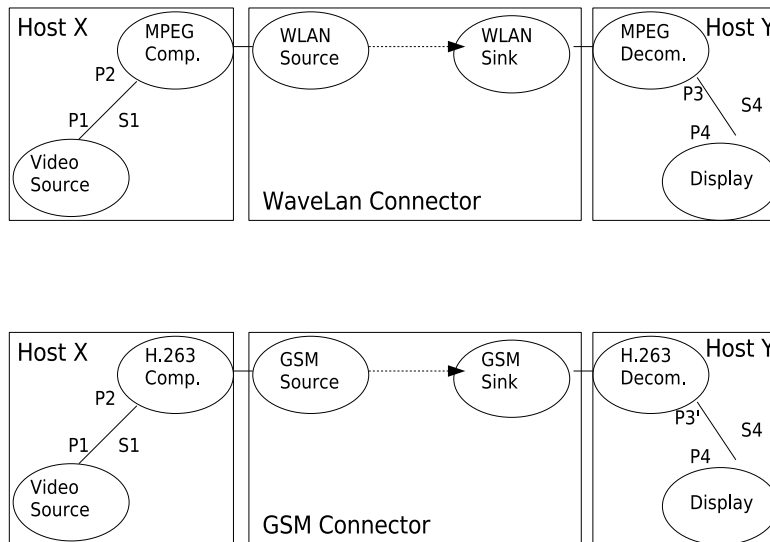 Host X
MPEG
Comp.
WLAN
Source
WLAN
Sink
MPEG
Decom.
Host Y
P2
P1
S1
P3
S4
P4
Video
Source
Display
WaveLan Connector
Host X
H.263
Comp.
GSM
Source
GSM
Sink
H.263
Decom.
Host Y
P2
P1
S1
P3'
S4
P4
Video
Source
Display
GSM Connector